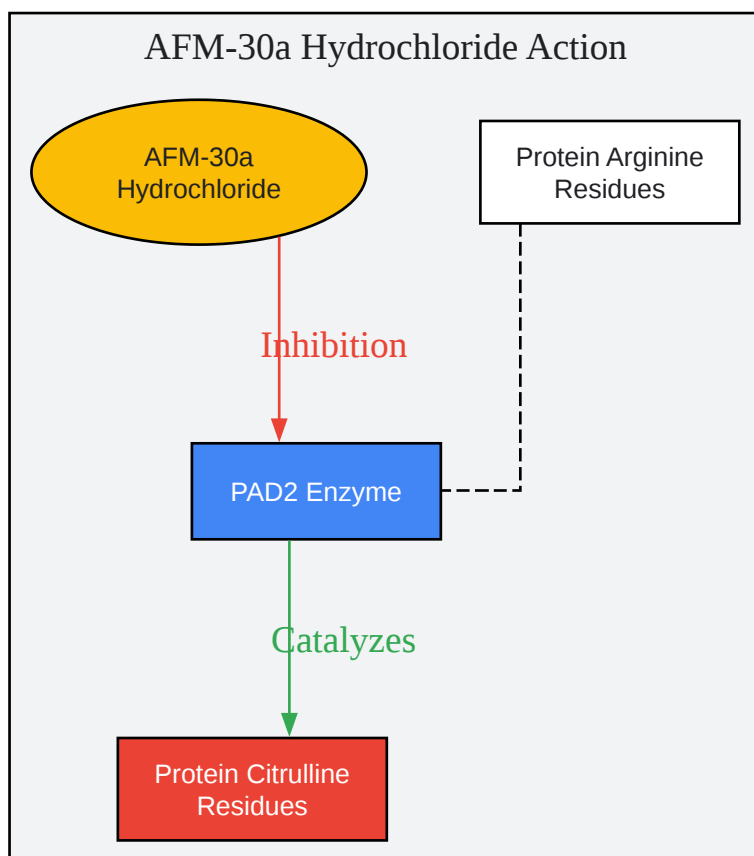 AFM-30a Hydrochloride Action
AFM-30a
Hydrochloride
Protein Arginine
Residues
Inhibition
PAD2 Enzyme
Catalyzes
Protein Citrulline
Residues